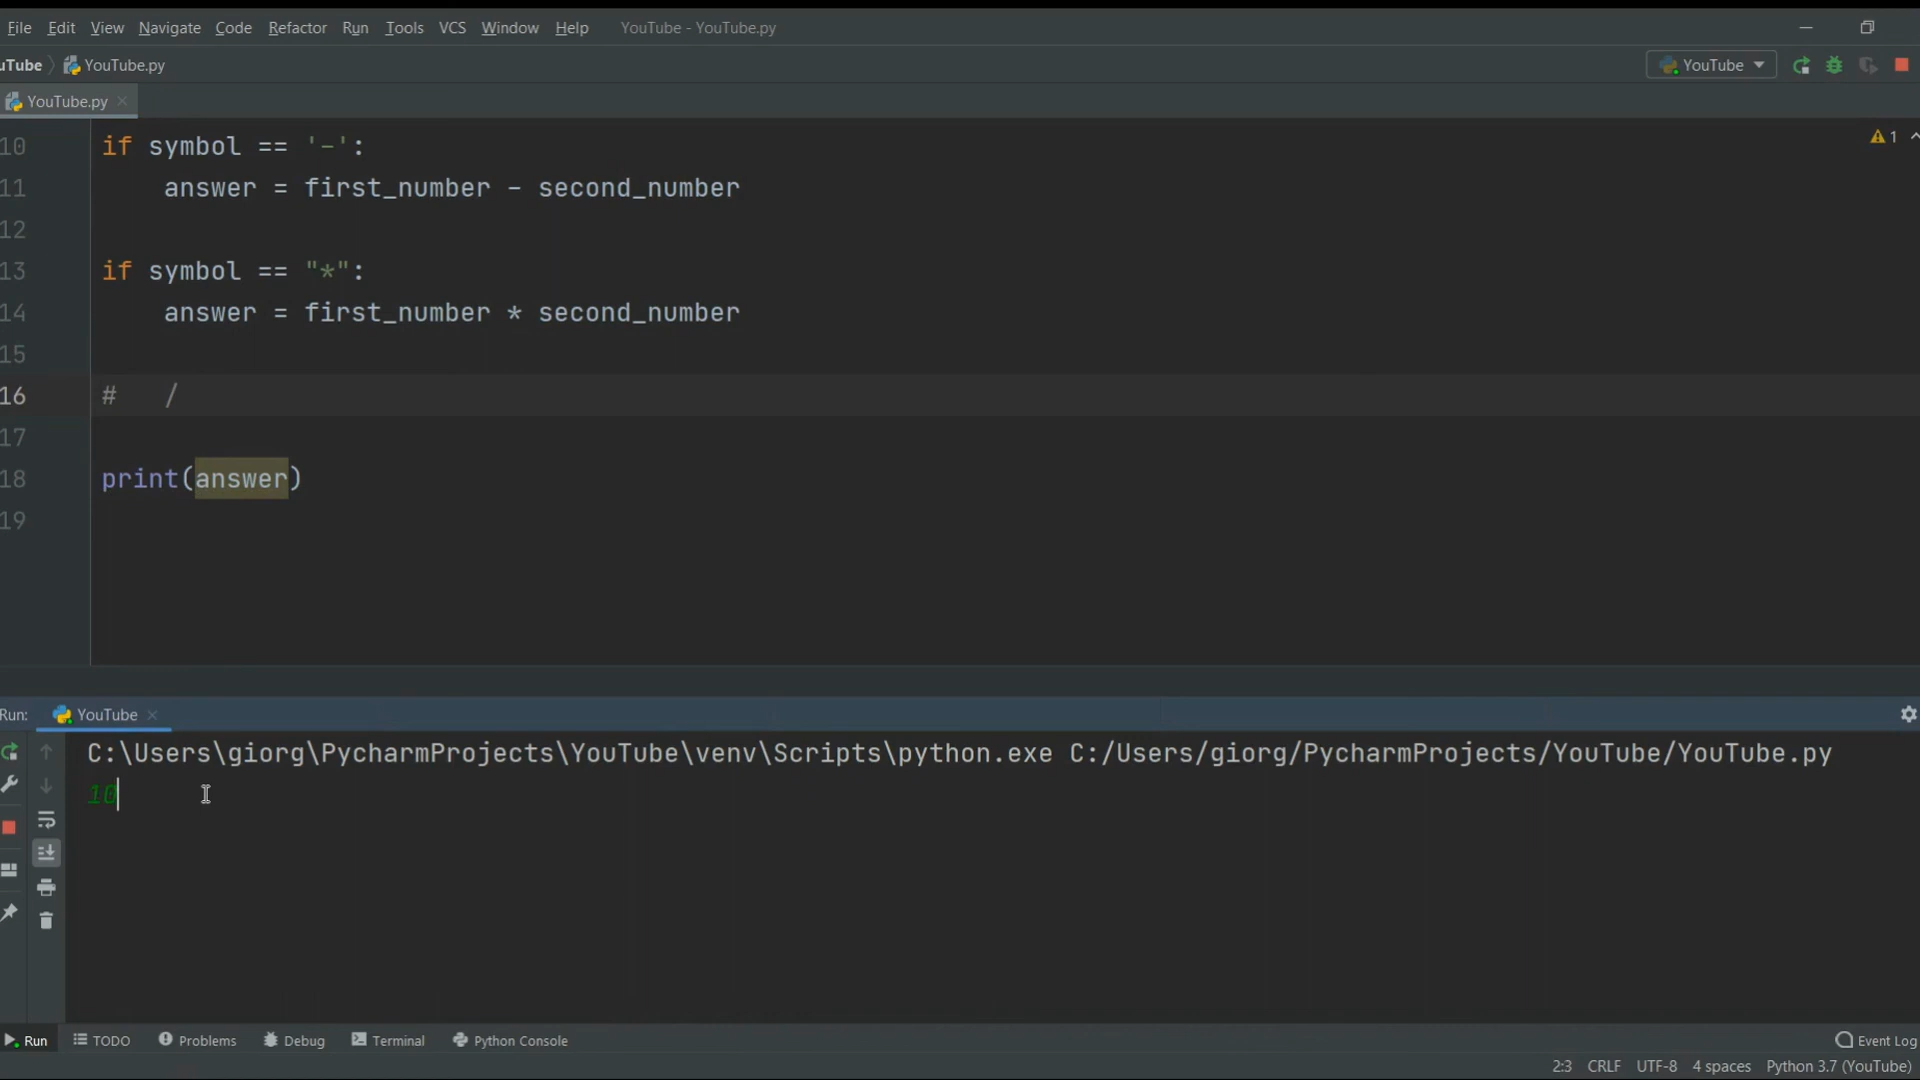 File Edit View Navigate Code Refactor Run Tools VCS Window Help YouTube - YouTube.py
uTube YouTube.py YouTube
YouTube.py
10 if symbol == '-':
11     answer = first_number - second_number
12
13 if symbol == "*":
14     answer = first_number * second_number
15
16 #   /
17
18 print(answer)
19
1
Run: YouTube
C:\Users\giorg\PycharmProjects\YouTube\venv\Scripts\python.exe C:/Users/giorg/PycharmProjects/YouTube/YouTube.py
10
Run TODO Problems Debug Terminal Python Console Event Log
2:3 CRLF UTF-8 4 spaces Python 3.7 (YouTube)